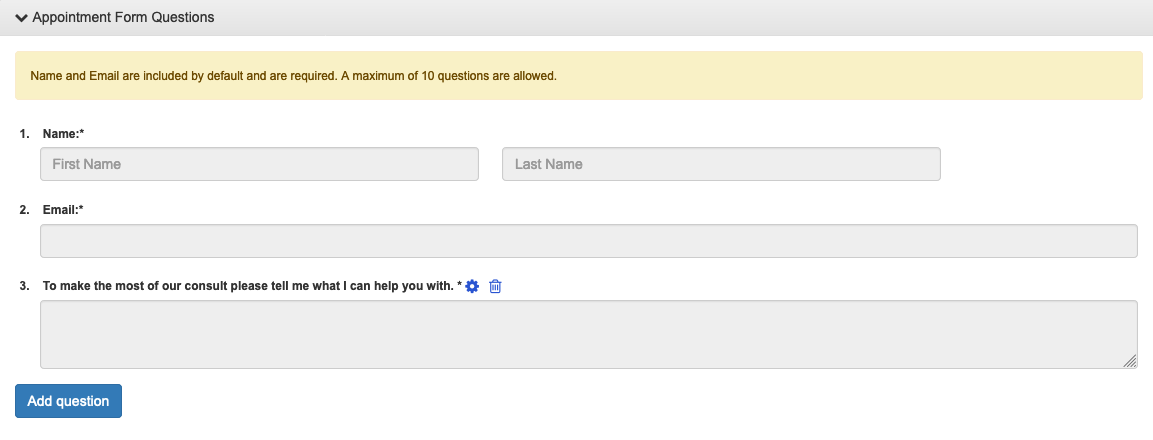 Appointment Form Questions
Name and Email are included by default and are required. A maximum of 10 questions are allowed.
1. Name:*
First Name Last Name
2. Email:*
3. To make the most of our consult please tell me what I can help you with. *
Add question